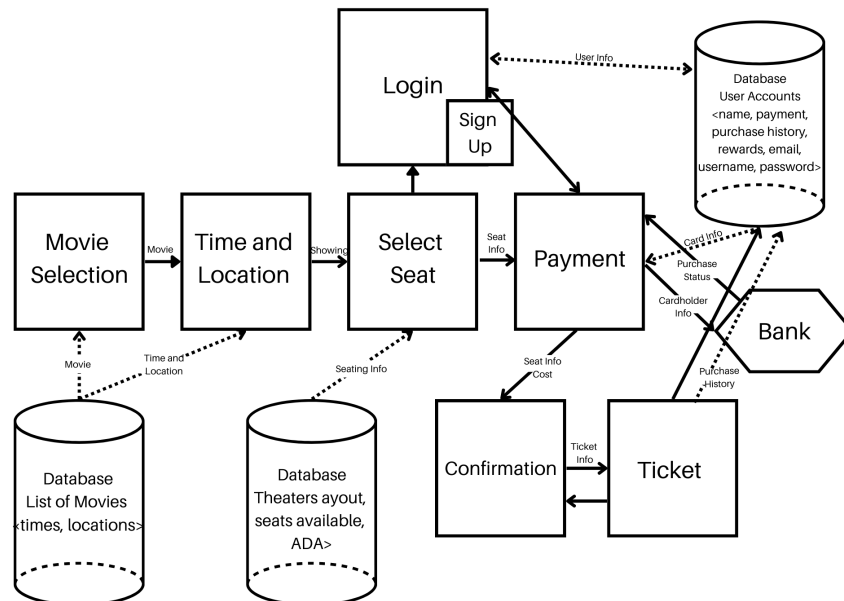 Login
Sign
Up
User Info
Database
User Accounts
<name, payment,
purchase history,
rewards, email,
username, password>
Movie
Selection
Movie
Time and
Location
Showing
Select
Seat
Seat
Info
Payment
Card Info
Purchase
Status
Cardholder
Info
Bank
Movie
Time and
Location
Seating Info
Seat Info
Cost
Purchase
History
Database
List of Movies
<times, locations>
Database
Theaters ayout,
seats available,
ADA>
Confirmation
Ticket
Info
Ticket